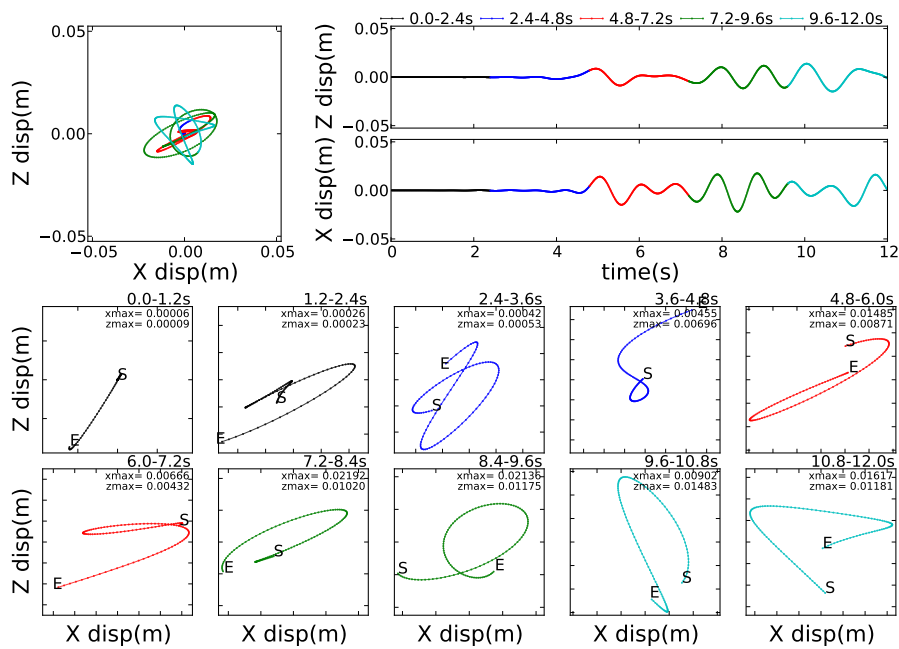 0.0-2.4s 2.4-4.8s 4.8-7.2s 7.2-9.6s 9.6-12.0s
Z disp(m)
0.05
0.00
−0.05
−0.05 0.00 0.05
X disp(m)
Z disp(m)
0.05
0.00
−0.05
X disp(m)
0.05
0.00
−0.05
0 2 4 6 8 10 12
time(s)
Z disp(m)
0.0-1.2s
xmax= 0.00006
zmax= 0.00009
S
E
1.2-2.4s
xmax= 0.00026
zmax= 0.00023
S
E
2.4-3.6s
xmax= 0.00042
zmax= 0.00053
E
S
3.6-4.8s
xmax= 0.00455
zmax= 0.00696
E
S
4.8-6.0s
xmax= 0.01485
zmax= 0.00871
S
E
Z disp(m)
6.0-7.2s
xmax= 0.00666
zmax= 0.00432
S
E
X disp(m)
7.2-8.4s
xmax= 0.02192
zmax= 0.01020
S
E
X disp(m)
8.4-9.6s
xmax= 0.02136
zmax= 0.01175
S
E
X disp(m)
9.6-10.8s
xmax= 0.00902
zmax= 0.01483
S
E
X disp(m)
10.8-12.0s
xmax= 0.01617
zmax= 0.01181
E
S
X disp(m)